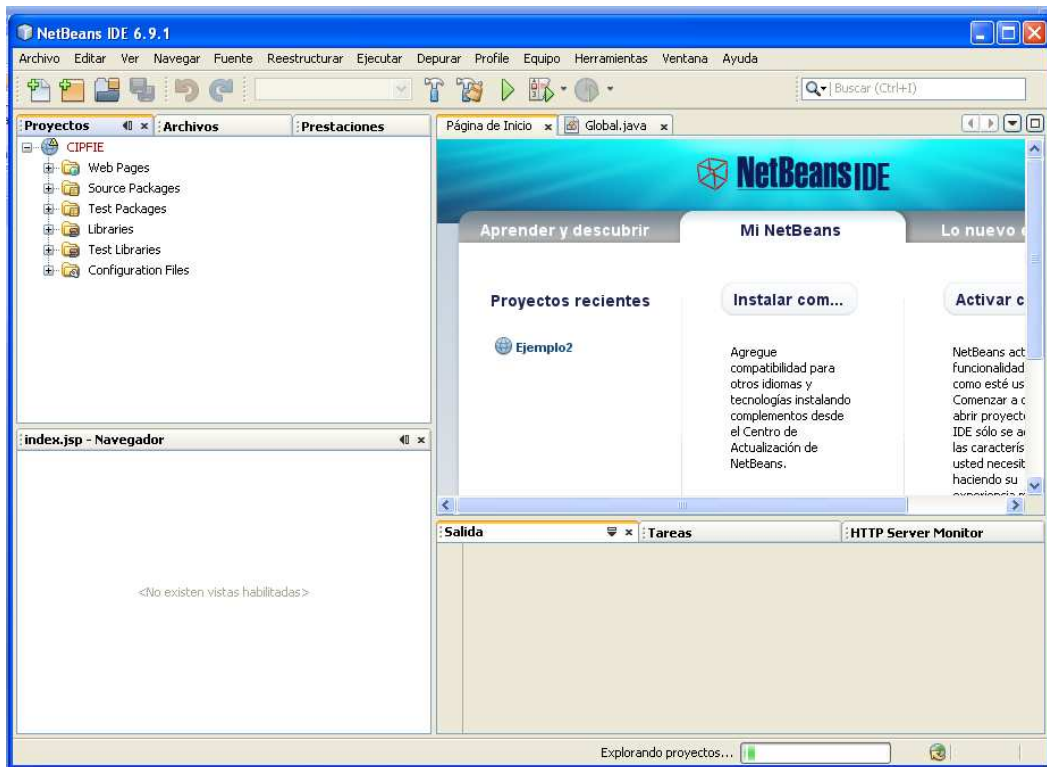 NetBeans IDE 6.9.1
Archivo Editar Ver Navegar Fuente Reestructurar Ejecutar Depurar Profile Equipo Herramientas Ventana Ayuda
Buscar (Ctrl+I)
Proyectos Archivos Prestaciones
CIPFIE
Web Pages
Source Packages
Test Packages
Libraries
Test Libraries
Configuration Files
index.jsp - Navegador
<No existen vistas habilitadas>
Página de Inicio Global.java
NetBeans IDE
Aprender y descubrir Mi NetBeans Lo nuevo
Proyectos recientes
Ejemplo2
Instalar com...
Agregue
compatibilidad para
otros idiomas y
tecnologías instalando
complementos desde
el Centro de
Actualización de
NetBeans.
Activar c
NetBeans act
funcionalidad
como esté us
Comenzar a
abrir proyect
IDE sólo se a
las caracterís
usted necesit
haciendo su
Salida Tareas HTTP Server Monitor
Explorando proyectos...